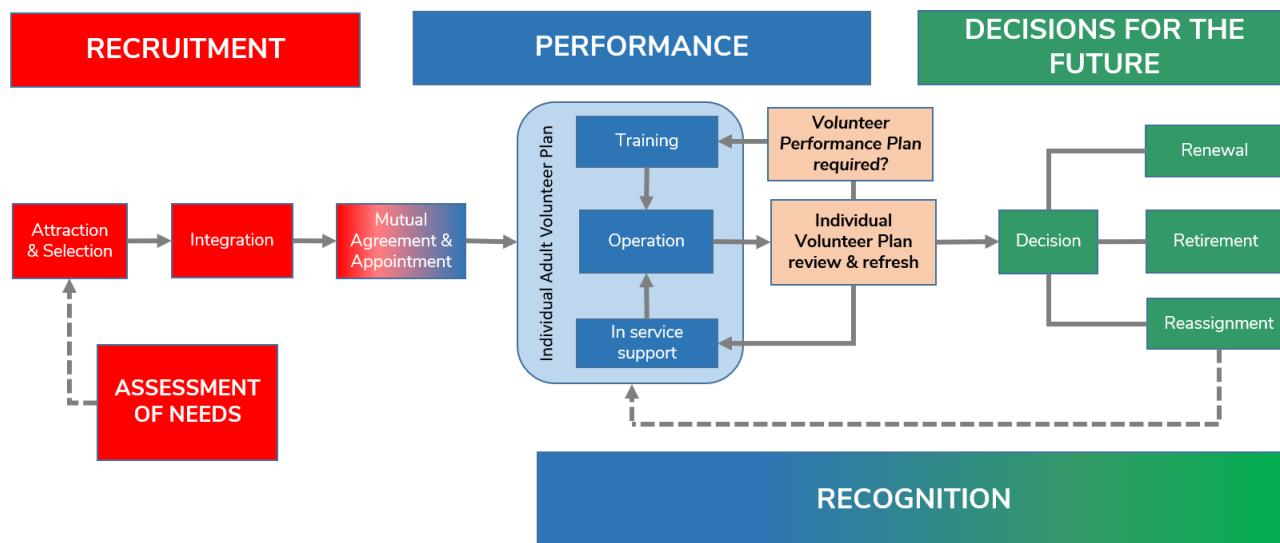 RECRUITMENT
PERFORMANCE
DECISIONS FOR THE
FUTURE
Attraction
& Selection
Integration
Mutual
Agreement &
Appointment
ASSESSMENT
OF NEEDS
Individual Adult Volunteer Plan
Training
Operation
In service
support
Volunteer
Performance Plan
required?
Individual
Volunteer Plan
review & refresh
Decision
Renewal
Retirement
Reassignment
RECOGNITION